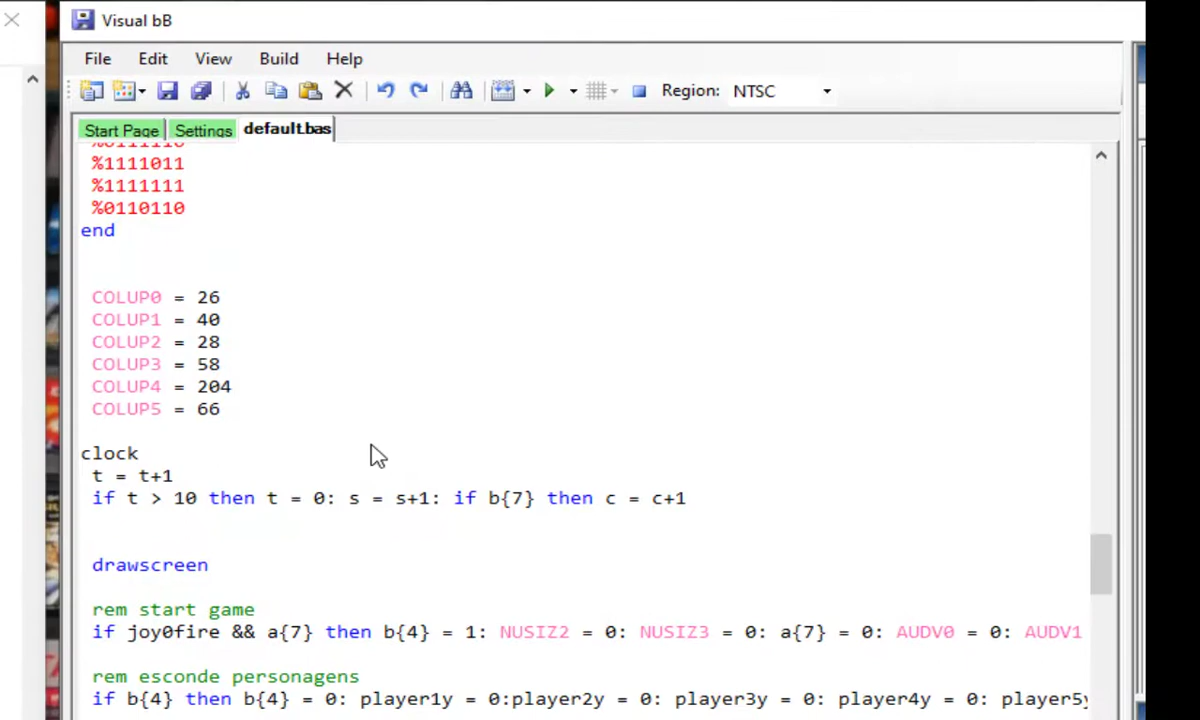 Visual bB
File Edit View Build Help
Region: NTSC
Start Page Settings default.bas
%0111110
%1111011
%1111111
%0110110
end
COLUP0 = 26
COLUP1 = 40
COLUP2 = 28
COLUP3 = 58
COLUP4 = 204
COLUP5 = 66
clock
t = t+1
if t > 10 then t = 0: s = s+1: if b{7} then c = c+1
drawscreen
rem start game
if joy0fire && a{7} then b{4} = 1: NUSIZ2 = 0: NUSIZ3 = 0: a{7} = 0: AUDV0 = 0: AUDV1
rem esconde personagens
if b{4} then b{4} = 0: player1y = 0:player2y = 0: player3y = 0: player4y = 0: player5y